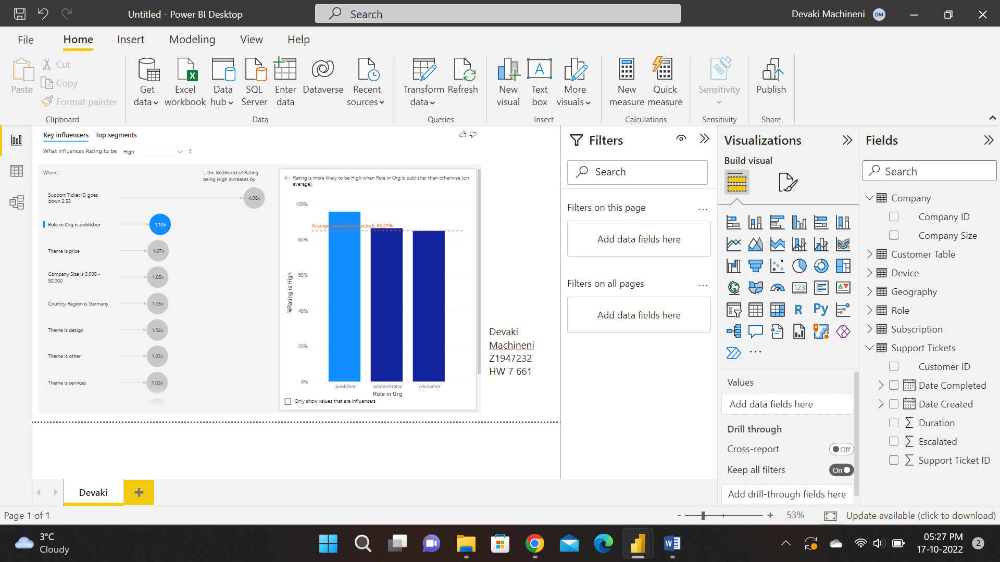 Untitled - Power BI Desktop
Search
Devaki Machineni
DM
File
Home
Insert
Modeling
View
Help
Paste
Cut
Copy
Format painter
Clipboard
Get data
Excel workbook
Data hub
SQL Server
Enter data
Dataverse
Recent sources
Data
Transform data
Refresh
Queries
New visual
Text box
More visuals
Insert
New measure
Quick measure
Calculations
Sensitivity
Sensitivity
Publish
Share
Key influencers
Top segments
What influences Rating to be
High
?
When...
....the likelihood of Rating
being High increases by
Support Ticket ID goes
down 2.53
4.08x
Role in Org is publisher
1.12x
Theme is price
1.07x
Company Size is 5,000 -
50,000
1.05x
Country-Region is Germany
1.05x
Theme is design
1.04x
Theme is other
1.03x
Theme is services
1.03x
Rating is more likely to be High when Role in Org is publisher than otherwise (on
average).
100%
80%
60%
40%
20%
0%
%Rating is High
Average (excluding selected): 85.21%
publisher
administrator
consumer
Role in Org
Only show values that are influencers
Devaki
Machineni
Z1947232
HW 7 661
Filters
Search
Filters on this page
...
Add data fields here
Filters on all pages
...
Add data fields here
Visualizations
Build visual
123
R
Py
...
Values
Add data fields here
Drill through
Cross-report
Off
Keep all filters
On
Add drill-through fields here
Fields
Search
Company
Company ID
Company Size
Customer Table
Device
Geography
Role
Subscription
Support Tickets
Customer ID
Date Completed
Date Created
Duration
Escalated
Support Ticket ID
Devaki
+
Page 1 of 1
-
+
53%
Update available (click to download)
3°C
Cloudy
05:27 PM
17-10-2022
2